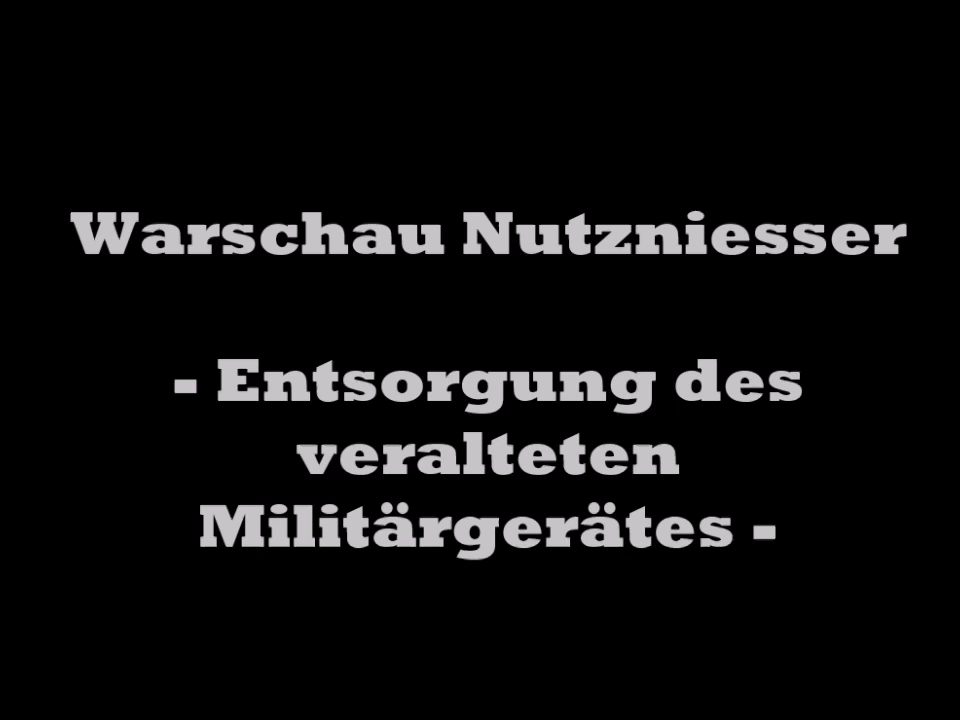 Warschau Nutzniesser
- Entsorgung des
veralteten
Militärgerätes -